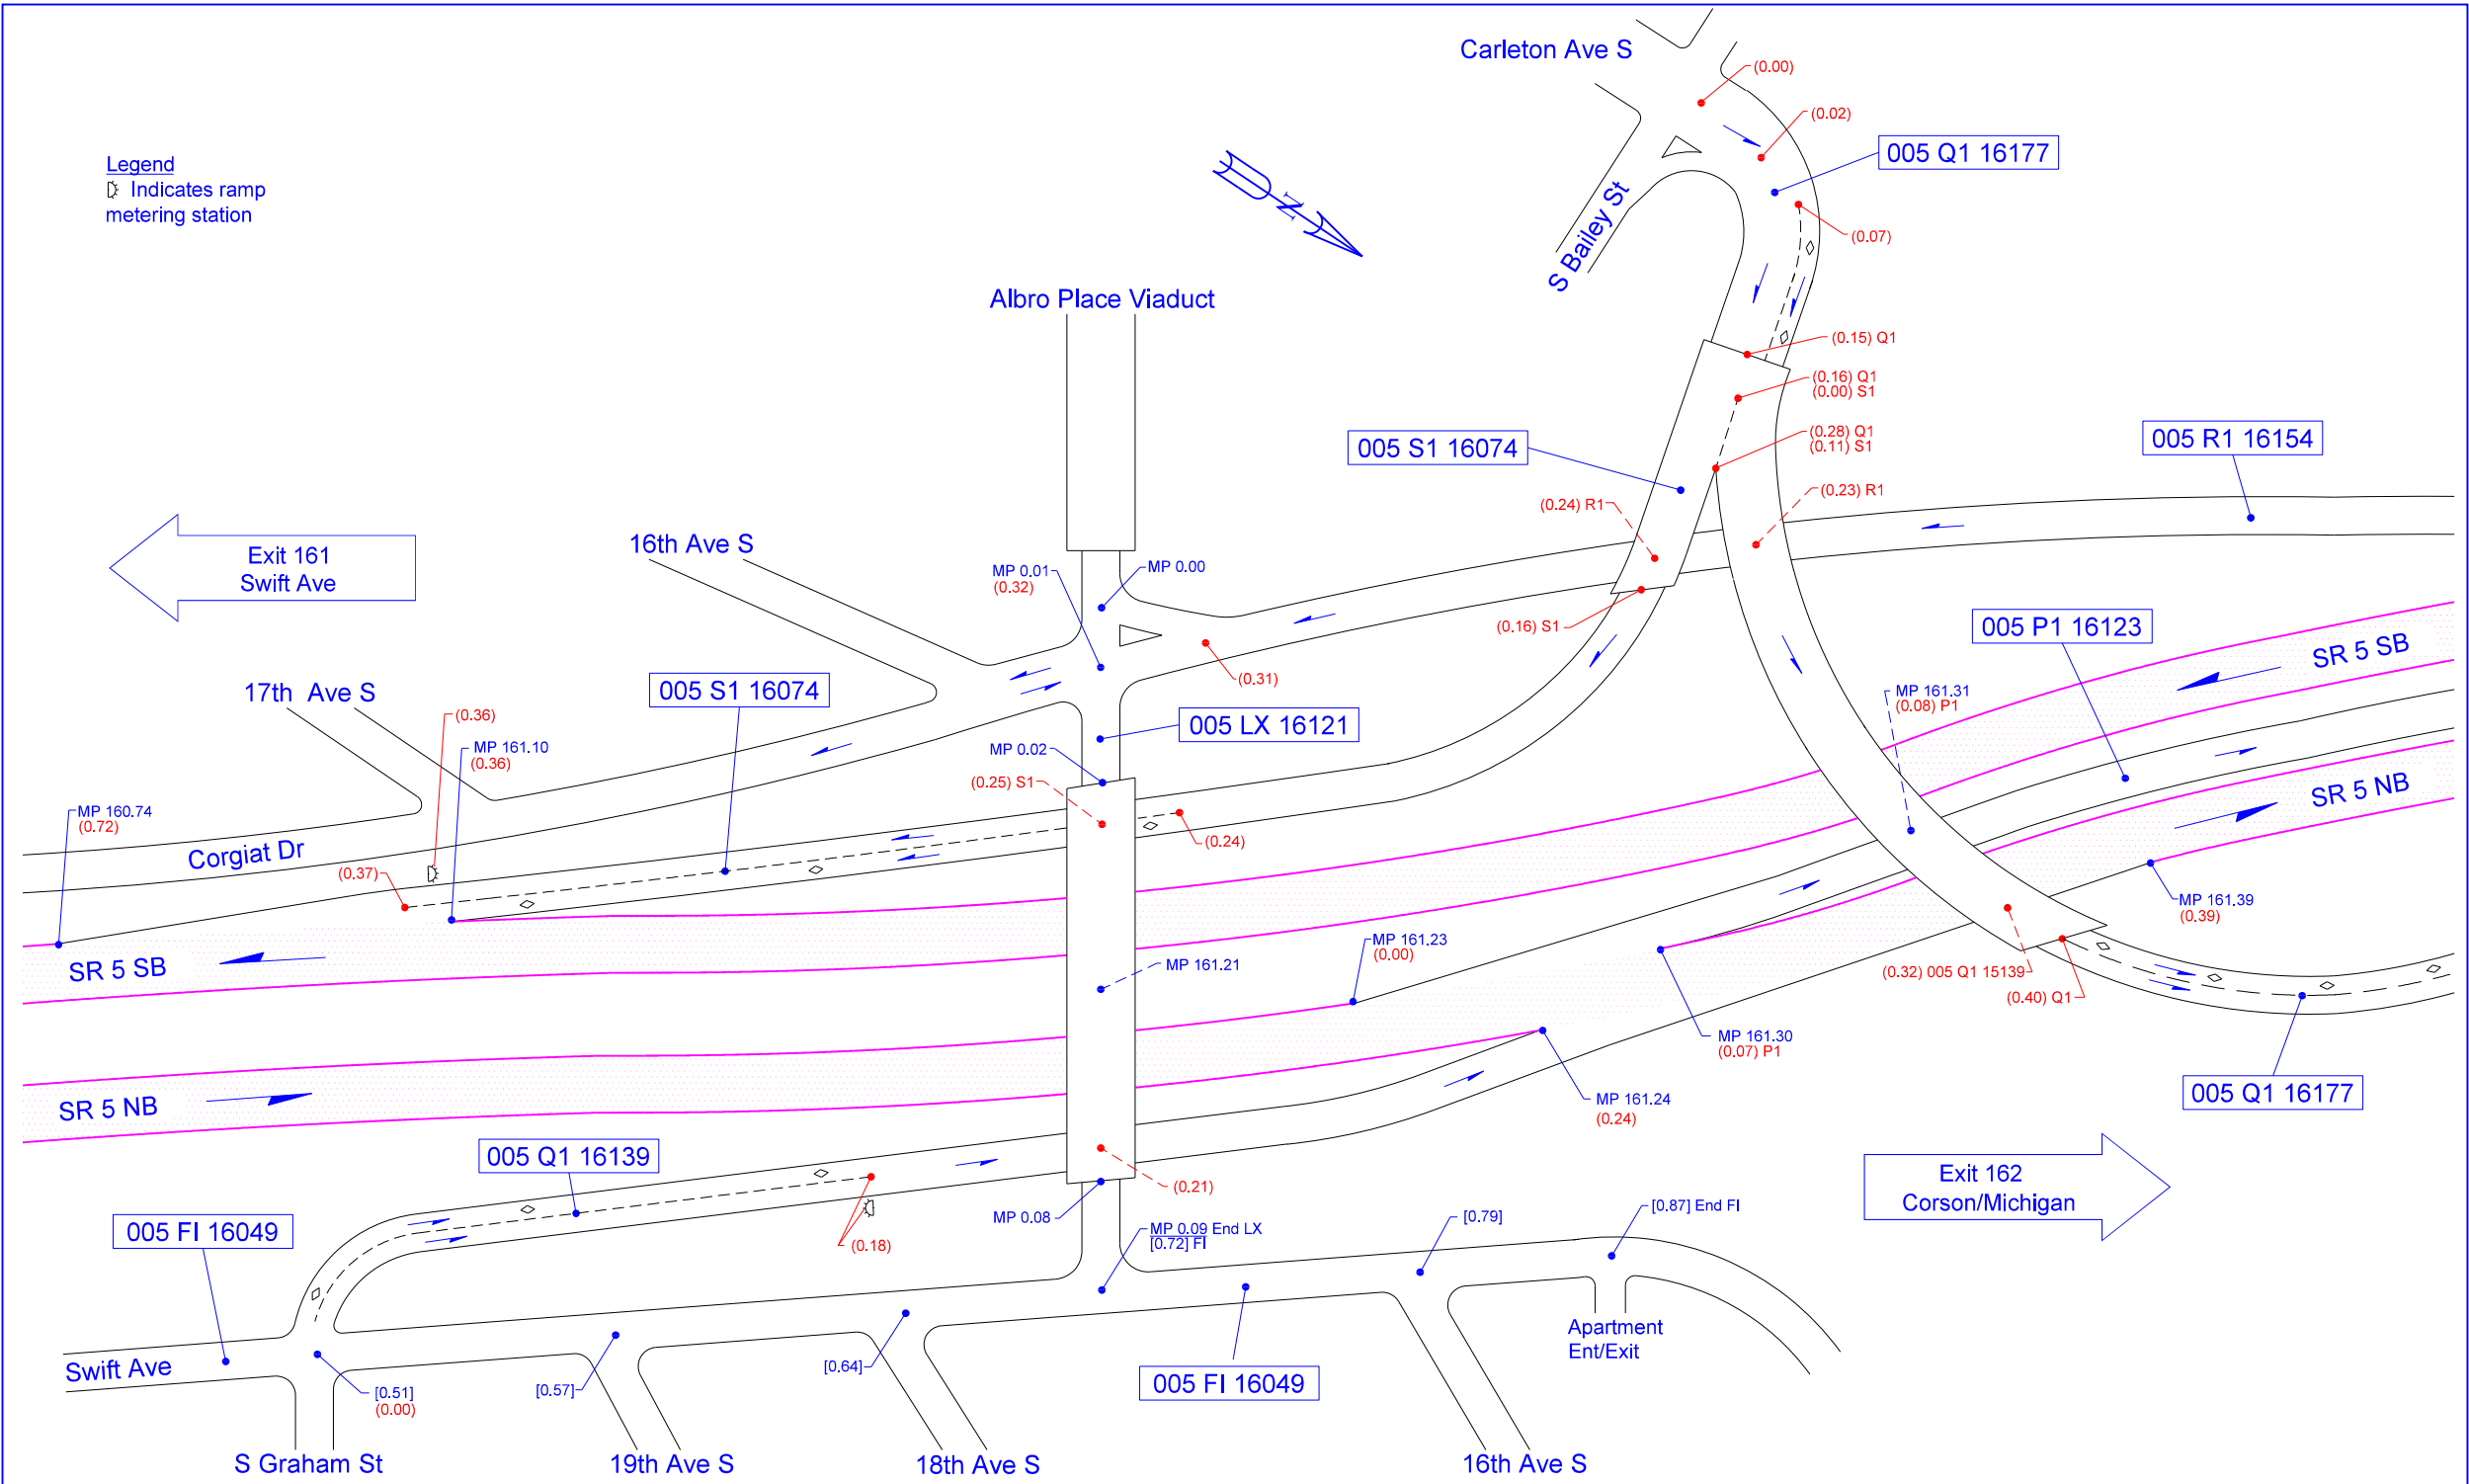 Carleton Ave S
(0.00)
(0.02)
005 Q1 16177
(0.07)
S Bailey St
Legend
Indicates ramp
metering station
N
Albro Place Viaduct
(0.15) Q1
(0.16) Q1
(0.00) S1
005 S1 16074
(0.28) Q1
(0.11) S1
005 R1 16154
(0.24) R1
(0.23) R1
Exit 161
Swift Ave
16th Ave S
MP 0.01
(0.32)
MP 0.00
(0.16) S1
005 P1 16123
SR 5 SB
17th Ave S
005 S1 16074
(0.31)
(0.36)
MP 161.10
(0.36)
005 LX 16121
MP 161.31
(0.08) P1
MP 0.02
(0.25) S1
SR 5 NB
MP 160.74
(0.72)
Corgiat Dr
(0.37)
(0.24)
MP 161.39
(0.39)
SR 5 SB
MP 161.21
MP 161.23
(0.00)
(0.32) 005 Q1 15139
(0.40) Q1
MP 161.30
(0.07) P1
SR 5 NB
MP 161.24
(0.24)
005 Q1 16177
005 Q1 16139
(0.21)
Exit 162
Corson/Michigan
005 FI 16049
MP 0.08
(0.18)
MP 0.09 End LX
[0.72] FI
[0.79]
[0.87] End FI
Swift Ave
[0.51]
(0.00)
[0.57]
[0.64]
005 FI 16049
Apartment
Ent/Exit
S Graham St
19th Ave S
18th Ave S
16th Ave S